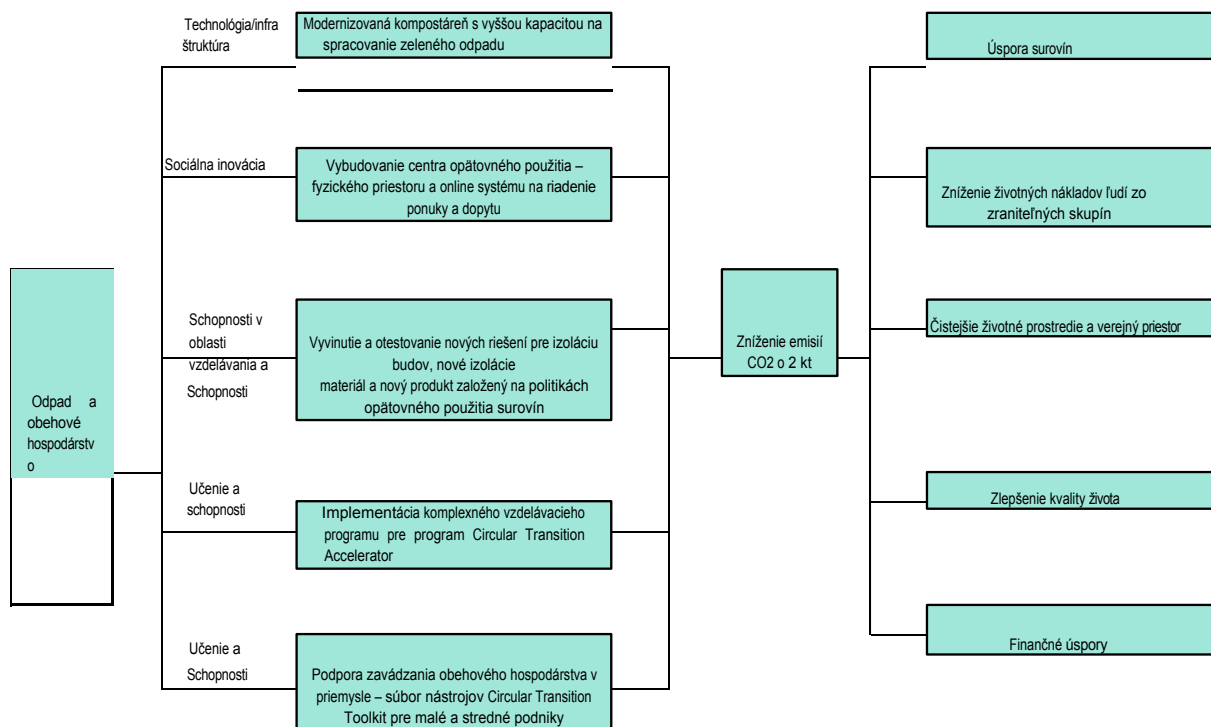 Odpad a
obehové
hospodárstv
o
Technológia/infra
štruktúra
Modernizovaná kompostáreň s vyššou kapacitou na
spracovanie zeleného odpadu
Sociálna inovácia
Vybudovanie centra opätovného použitia –
fyzického priestoru a online systému na riadenie
ponuky a dopytu
Schopnosti v
oblasti
vzdelávania a
Schopnosti
Vyvinutie a otestovanie nových riešení pre izoláciu
budov, nové izolácie
materiál a nový produkt založený na politikách
opätovného použitia surovín
Učenie a
schopnosti
Implementácia komplexného vzdelávacieho
programu pre program Circular Transition
Accelerator
Učenie a
Schopnosti
Podpora zavádzania obehového hospodárstva v
priemysle – súbor nástrojov Circular Transition
Toolkit pre malé a stredné podniky
Zníženie emisií
CO2 o 2 kt
Úspora surovín
Zníženie životných nákladov ľudí zo
zraniteľných skupín
Čistejšie životné prostredie a verejný priestor
Zlepšenie kvality života
Finančné úspory